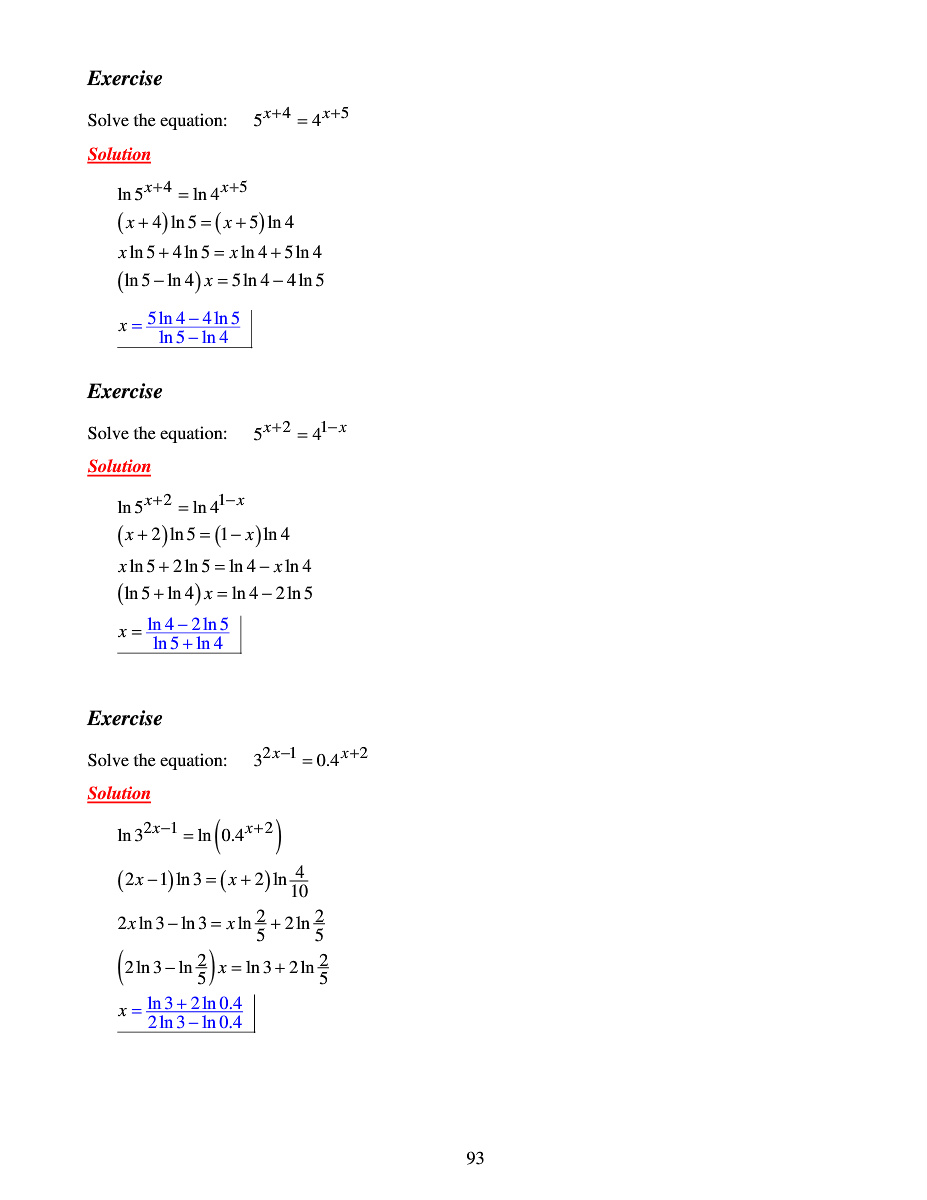 Exercise
Solve the equation: 5^{x+4} = 4^{x+5}
Solution
ln 5^{x+4} = ln 4^{x+5}
(x + 4) ln 5 = (x + 5) ln 4
x ln 5 + 4 ln 5 = x ln 4 + 5 ln 4
(ln 5 − ln 4) x = 5 ln 4 − 4 ln 5
x = \frac{5 ln 4 − 4 ln 5}{ln 5 − ln 4}
Exercise
Solve the equation: 5^{x+2} = 4^{1−x}
Solution
ln 5^{x+2} = ln 4^{1−x}
(x + 2) ln 5 = (1 − x) ln 4
x ln 5 + 2 ln 5 = ln 4 − x ln 4
(ln 5 + ln 4) x = ln 4 − 2 ln 5
x = \frac{ln 4 − 2 ln 5}{ln 5 + ln 4}
Exercise
Solve the equation: 3^{2x−1} = 0.4^{x+2}
Solution
ln 3^{2x−1} = ln (0.4^{x+2})
(2x − 1) ln 3 = (x + 2) ln \frac{4}{10}
2x ln 3 − ln 3 = x ln \frac{2}{5} + 2 ln \frac{2}{5}
(2 ln 3 − ln \frac{2}{5}) x = ln 3 + 2 ln \frac{2}{5}
x = \frac{ln 3 + 2 ln 0.4}{2 ln 3 − ln 0.4}
93